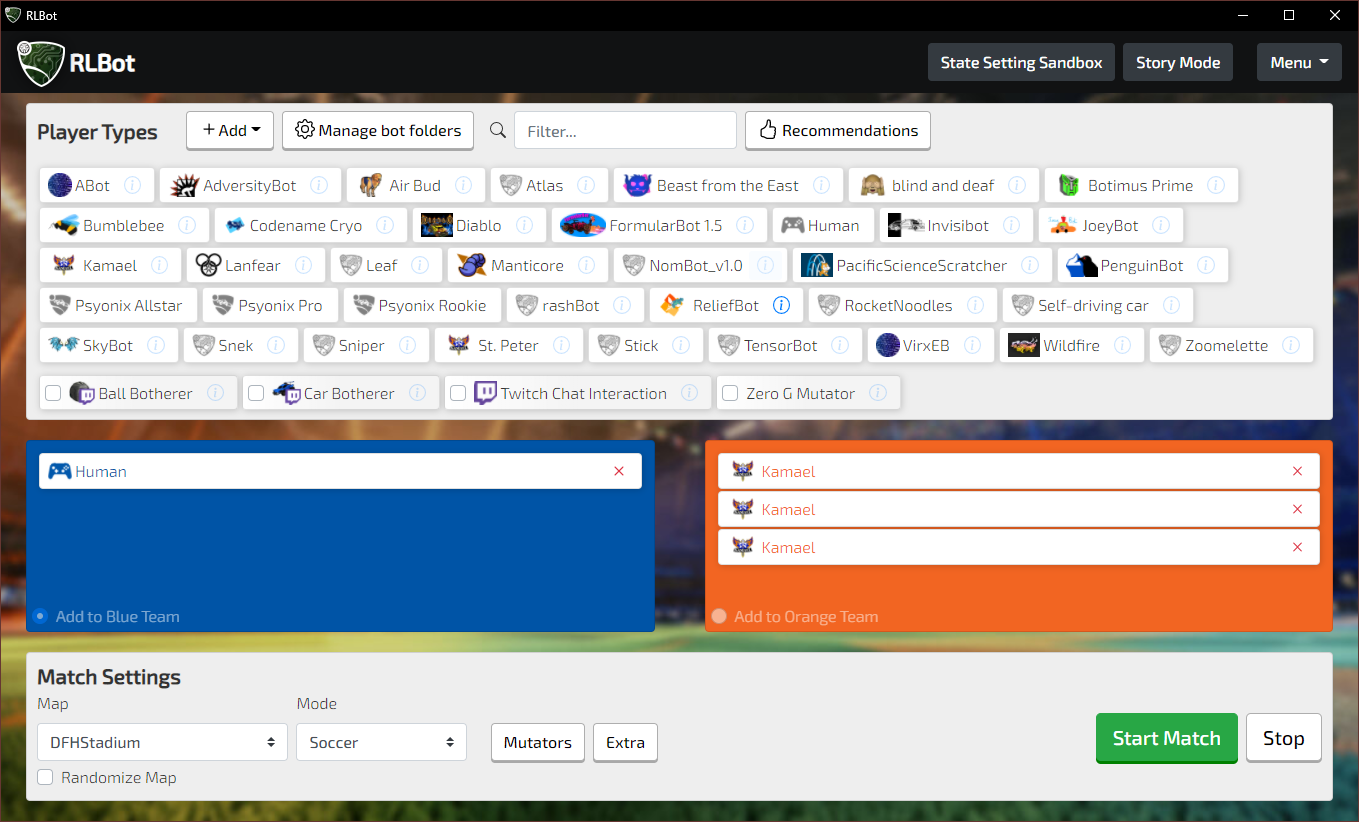 RLBot
RLBot State Setting Sandbox Story Mode Menu
Player Types + Add Manage bot folders Filter... Recommendations
ABot AdversityBot Air Bud Atlas Beast from the East blind and deaf Botimus Prime
Bumblebee Codename Cryo Diablo FormularBot 1.5 Human Invisibot JoeyBot
Kamael Lanfear Leaf Manticore NomBot_v1.0 PacificScienceScratcher PenguinBot
Psyonix Allstar Psyonix Pro Psyonix Rookie rashBot ReliefBot RocketNoodles Self-driving car
SkyBot Snek Sniper St. Peter Stick TensorBot VirxEB Wildfire Zoomelette
Ball Botherer Car Botherer Twitch Chat Interaction Zero G Mutator
Human
Add to Blue Team
Kamael
Kamael
Kamael
Add to Orange Team
Match Settings
Map Mode
DFHStadium Soccer Mutators Extra Start Match Stop
Randomize Map